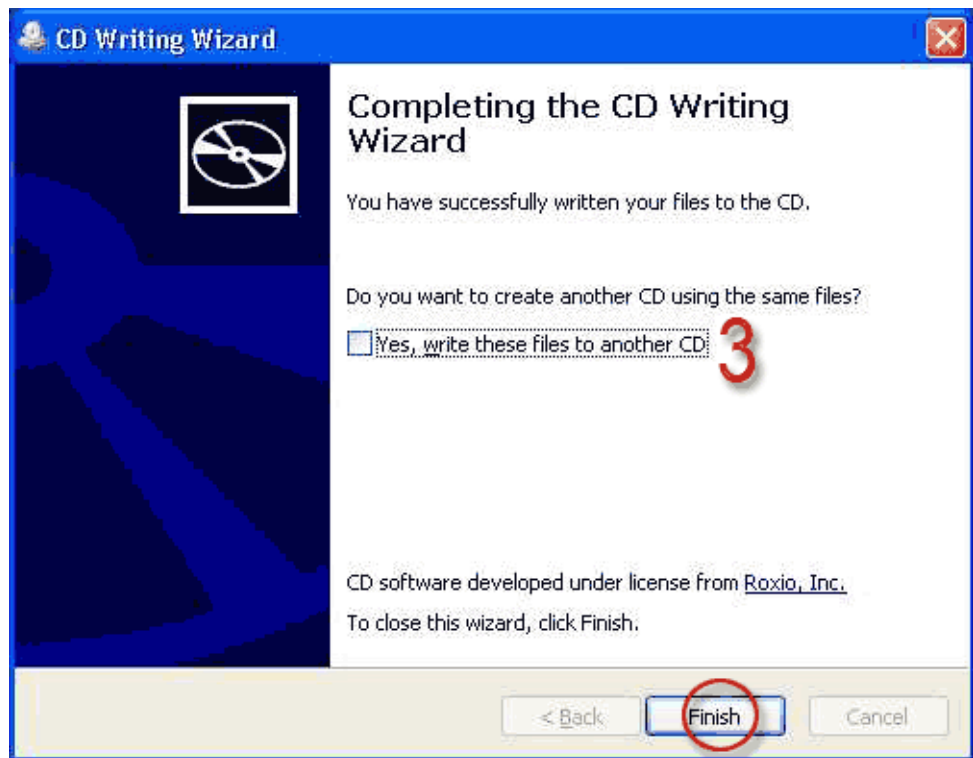 CD Writing Wizard
Completing the CD Writing
Wizard
You have successfully written your files to the CD.
Do you want to create another CD using the same files?
Yes, write these files to another CD
3
CD software developed under license from Roxio, Inc.
To close this wizard, click Finish.
< Back Finish Cancel